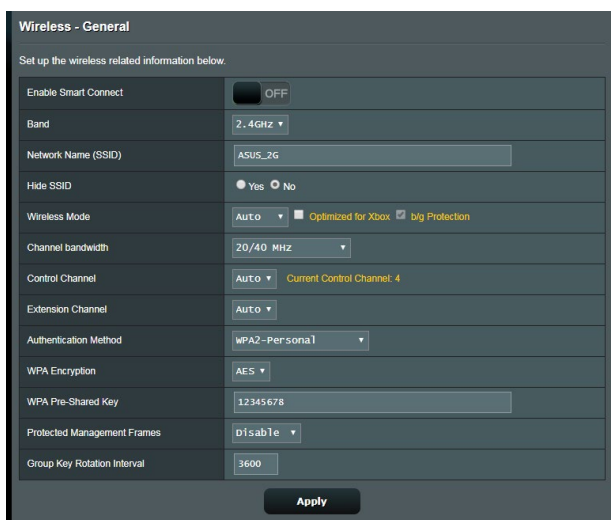 Wireless - General
Set up the wireless related information below.
Enable Smart Connect OFF
Band 2.4GHz
Network Name (SSID) ASUS_2G
Hide SSID Yes No
Wireless Mode Auto Optimized for Xbox b/g Protection
Channel bandwidth 20/40 MHz
Control Channel Auto Current Control Channel: 4
Extension Channel Auto
Authentication Method WPA2-Personal
WPA Encryption AES
WPA Pre-Shared Key 12345678
Protected Management Frames Disable
Group Key Rotation Interval 3600
Apply